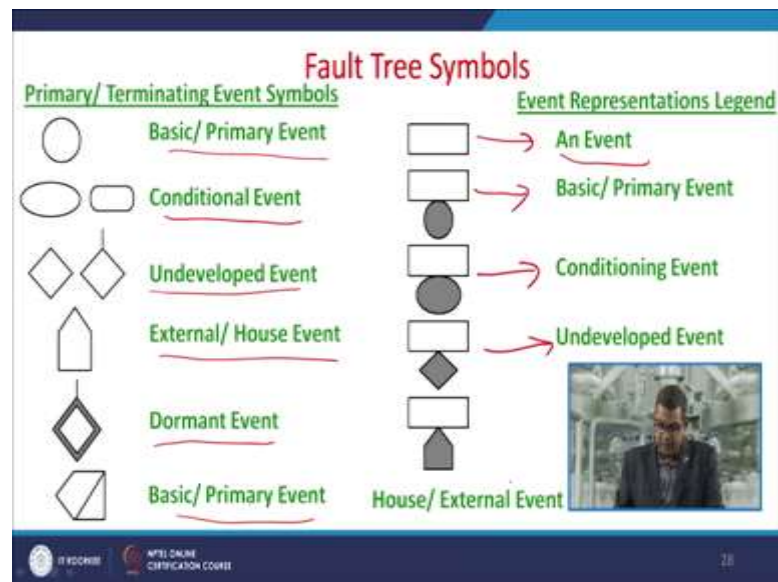 Fault Tree Symbols
Primary/ Terminating Event Symbols
Basic/ Primary Event
Conditional Event
Undeveloped Event
External/ House Event
Dormant Event
Basic/ Primary Event
Event Representations Legend
An Event
Basic/ Primary Event
Conditioning Event
Undeveloped Event
House/ External Event
IIT ROORKEE
NPTEL ONLINE
CERTIFICATION COURSE
28